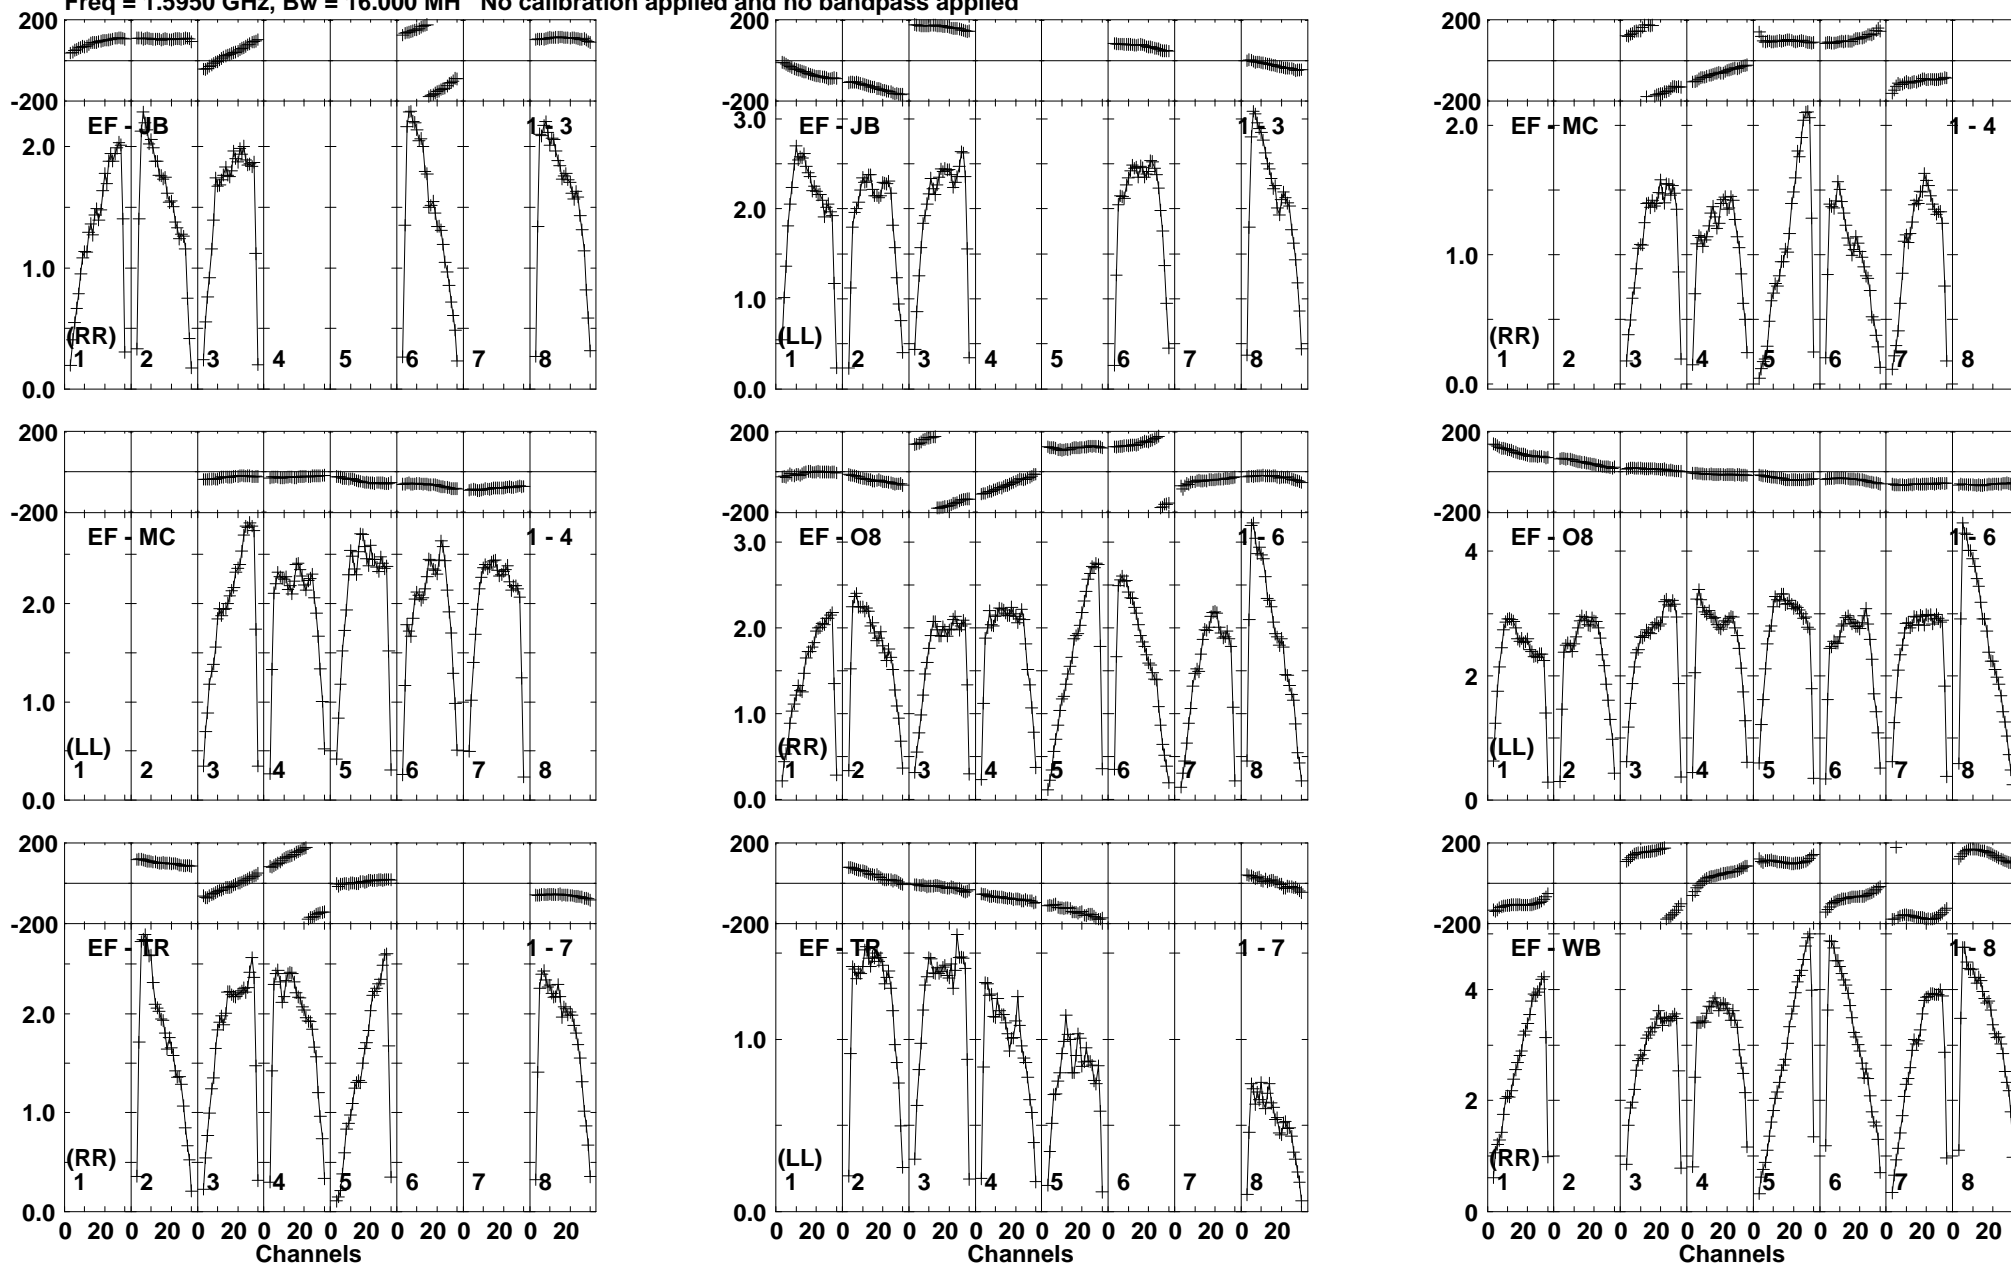 Freq = 1.5950 GHz, Bw = 16.000 MH No calibration applied and no bandpass applied
200 200 200
-200 -200 -200
EF - JB 1 - 3 EF - JB 1 - 3 EF - MC 1 - 4
2.0 3.0 2.0
1.0 2.0 1.0
0.0 1.0 0.0
0.0
(RR) (LL) (RR)
1 2 3 4 5 6 7 8 1 2 3 4 5 6 7 8 1 2 3 4 5 6 7 8
200 200 200
-200 -200 -200
EF - MC 1 - 4 EF - O8 1 - 6 EF - O8 1 - 6
2.0 3.0 4
1.0 2.0 2
0.0 1.0 0
0.0
(LL) (RR) (LL)
1 2 3 4 5 6 7 8 1 2 3 4 5 6 7 8 1 2 3 4 5 6 7 8
200 200 200
-200 -200 -200
EF - TR 1 - 7 EF - TR 1 - 7 EF - WB 1 - 8
2.0 1.0 4
1.0 0.0 2
0.0 0
(RR) (LL) (RR)
1 2 3 4 5 6 7 8 1 2 3 4 5 6 7 8 1 2 3 4 5 6 7 8
0 20 0 20 0 20 0 20 0 20 0 20 0 20 0 20 0 20 0 20 0 20 0 20 0 20 0 20 0 20 0 20 0 20 0 20 0 20 0 20 0 20 0 20 0 20 0 20
Channels Channels Channels